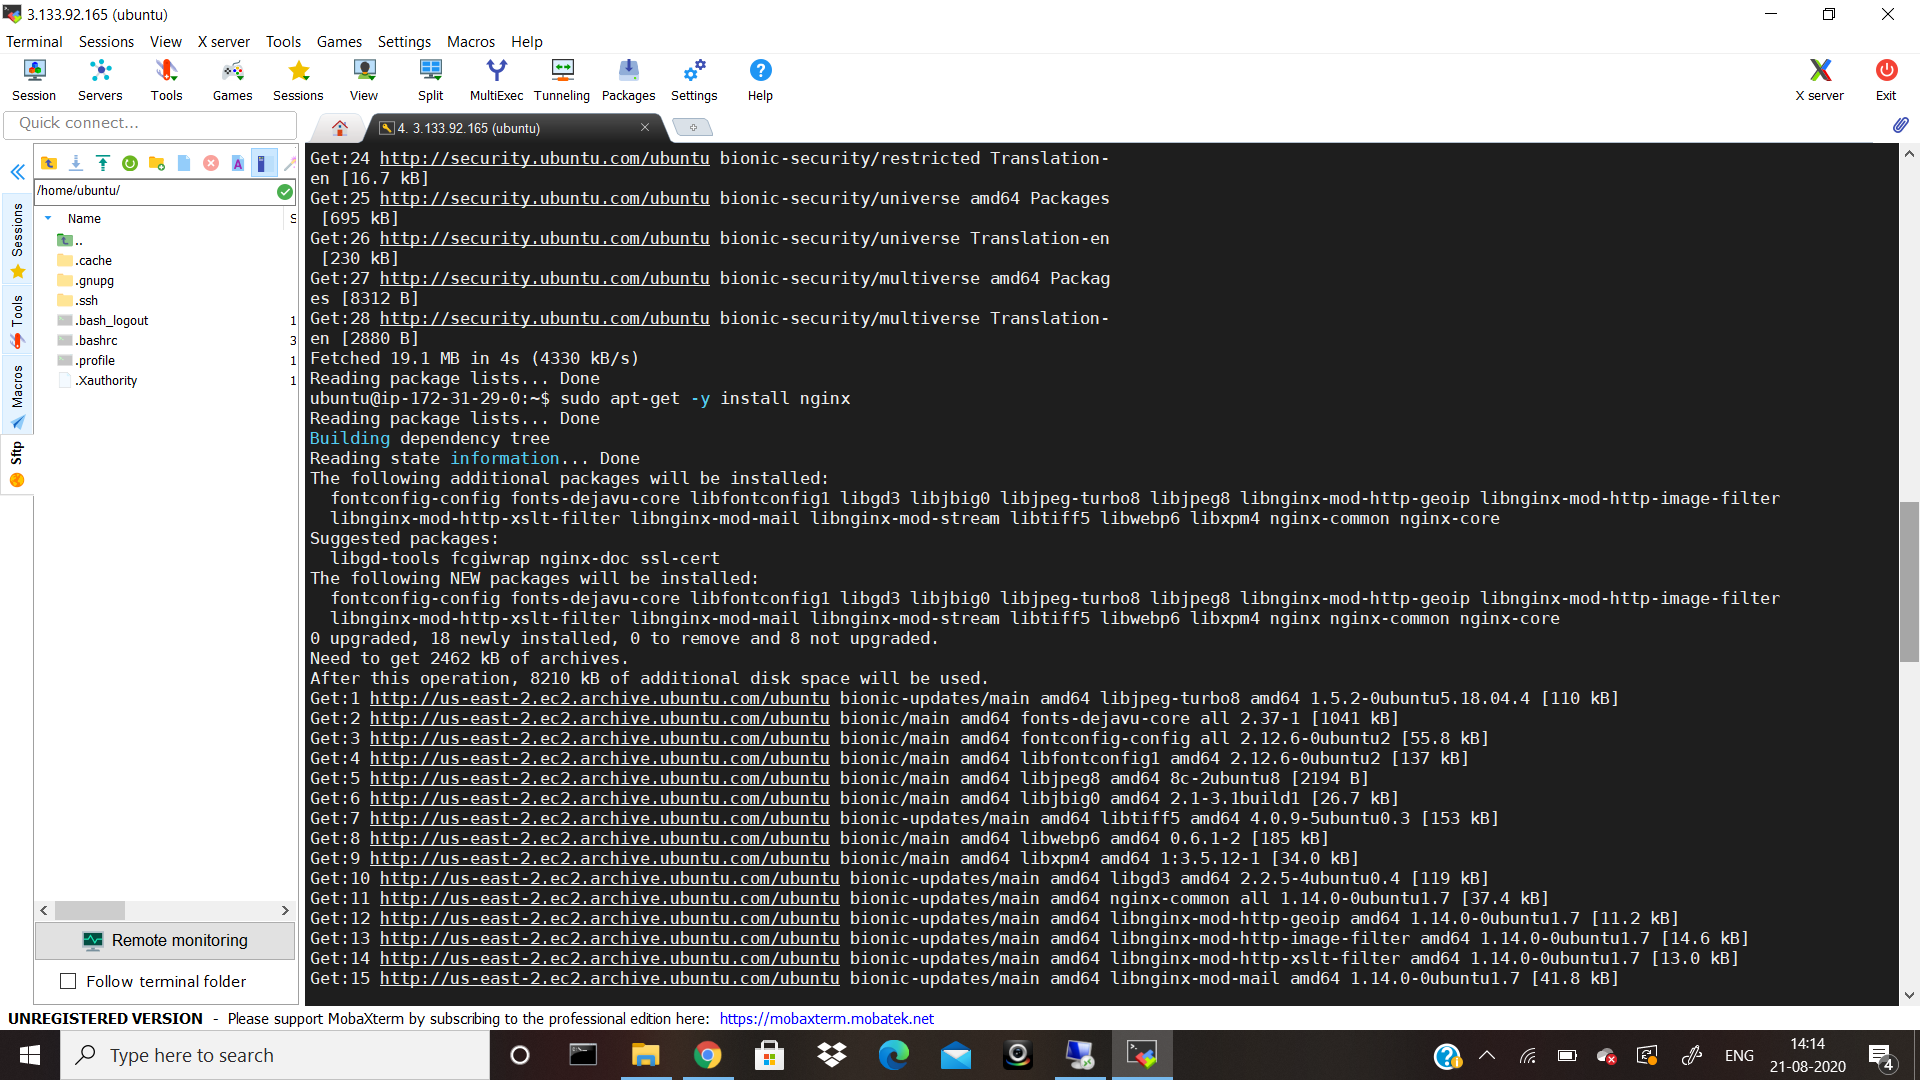 3.133.92.165 (ubuntu)
Terminal Sessions View X server Tools Games Settings Macros Help
Session Servers Tools Games Sessions View Split MultiExec Tunneling Packages Settings Help X server Exit
Quick connect...
4. 3.133.92.165 (ubuntu)
/home/ubuntu/
Name S
..
.cache
.gnupg
.ssh
.bash_logout 1
.bashrc 3
.profile 1
.Xauthority 1
Sessions
Tools
Macros
Sftp
Remote monitoring
Follow terminal folder
Get:24 http://security.ubuntu.com/ubuntu bionic-security/restricted Translation-
en [16.7 kB]
Get:25 http://security.ubuntu.com/ubuntu bionic-security/universe amd64 Packages
[695 kB]
Get:26 http://security.ubuntu.com/ubuntu bionic-security/universe Translation-en
[230 kB]
Get:27 http://security.ubuntu.com/ubuntu bionic-security/multiverse amd64 Packag
es [8312 B]
Get:28 http://security.ubuntu.com/ubuntu bionic-security/multiverse Translation-
en [2880 B]
Fetched 19.1 MB in 4s (4330 kB/s)
Reading package lists... Done
ubuntu@ip-172-31-29-0:~$ sudo apt-get -y install nginx
Reading package lists... Done
Building dependency tree
Reading state information... Done
The following additional packages will be installed:
fontconfig-config fonts-dejavu-core libfontconfig1 libgd3 libjbig0 libjpeg-turbo8 libjpeg8 libnginx-mod-http-geoip libnginx-mod-http-image-filter
libnginx-mod-http-xslt-filter libnginx-mod-mail libnginx-mod-stream libtiff5 libwebp6 libxpm4 nginx-common nginx-core
Suggested packages:
libgd-tools fcgiwrap nginx-doc ssl-cert
The following NEW packages will be installed:
fontconfig-config fonts-dejavu-core libfontconfig1 libgd3 libjbig0 libjpeg-turbo8 libjpeg8 libnginx-mod-http-geoip libnginx-mod-http-image-filter
libnginx-mod-http-xslt-filter libnginx-mod-mail libnginx-mod-stream libtiff5 libwebp6 libxpm4 nginx nginx-common nginx-core
0 upgraded, 18 newly installed, 0 to remove and 8 not upgraded.
Need to get 2462 kB of archives.
After this operation, 8210 kB of additional disk space will be used.
Get:1 http://us-east-2.ec2.archive.ubuntu.com/ubuntu bionic-updates/main amd64 libjpeg-turbo8 amd64 1.5.2-0ubuntu5.18.04.4 [110 kB]
Get:2 http://us-east-2.ec2.archive.ubuntu.com/ubuntu bionic/main amd64 fonts-dejavu-core all 2.37-1 [1041 kB]
Get:3 http://us-east-2.ec2.archive.ubuntu.com/ubuntu bionic/main amd64 fontconfig-config all 2.12.6-0ubuntu2 [55.8 kB]
Get:4 http://us-east-2.ec2.archive.ubuntu.com/ubuntu bionic/main amd64 libfontconfig1 amd64 2.12.6-0ubuntu2 [137 kB]
Get:5 http://us-east-2.ec2.archive.ubuntu.com/ubuntu bionic/main amd64 libjpeg8 amd64 8c-2ubuntu8 [2194 B]
Get:6 http://us-east-2.ec2.archive.ubuntu.com/ubuntu bionic/main amd64 libjbig0 amd64 2.1-3.1build1 [26.7 kB]
Get:7 http://us-east-2.ec2.archive.ubuntu.com/ubuntu bionic-updates/main amd64 libtiff5 amd64 4.0.9-5ubuntu0.3 [153 kB]
Get:8 http://us-east-2.ec2.archive.ubuntu.com/ubuntu bionic/main amd64 libwebp6 amd64 0.6.1-2 [185 kB]
Get:9 http://us-east-2.ec2.archive.ubuntu.com/ubuntu bionic/main amd64 libxpm4 amd64 1:3.5.12-1 [34.0 kB]
Get:10 http://us-east-2.ec2.archive.ubuntu.com/ubuntu bionic-updates/main amd64 libgd3 amd64 2.2.5-4ubuntu0.4 [119 kB]
Get:11 http://us-east-2.ec2.archive.ubuntu.com/ubuntu bionic-updates/main amd64 nginx-common all 1.14.0-0ubuntu1.7 [37.4 kB]
Get:12 http://us-east-2.ec2.archive.ubuntu.com/ubuntu bionic-updates/main amd64 libnginx-mod-http-geoip amd64 1.14.0-0ubuntu1.7 [11.2 kB]
Get:13 http://us-east-2.ec2.archive.ubuntu.com/ubuntu bionic-updates/main amd64 libnginx-mod-http-image-filter amd64 1.14.0-0ubuntu1.7 [14.6 kB]
Get:14 http://us-east-2.ec2.archive.ubuntu.com/ubuntu bionic-updates/main amd64 libnginx-mod-http-xslt-filter amd64 1.14.0-0ubuntu1.7 [13.0 kB]
Get:15 http://us-east-2.ec2.archive.ubuntu.com/ubuntu bionic-updates/main amd64 libnginx-mod-mail amd64 1.14.0-0ubuntu1.7 [41.8 kB]
UNREGISTERED VERSION - Please support MobaXterm by subscribing to the professional edition here: https://mobaxterm.mobatek.net
Type here to search
ENG
14:14
21-08-2020
4